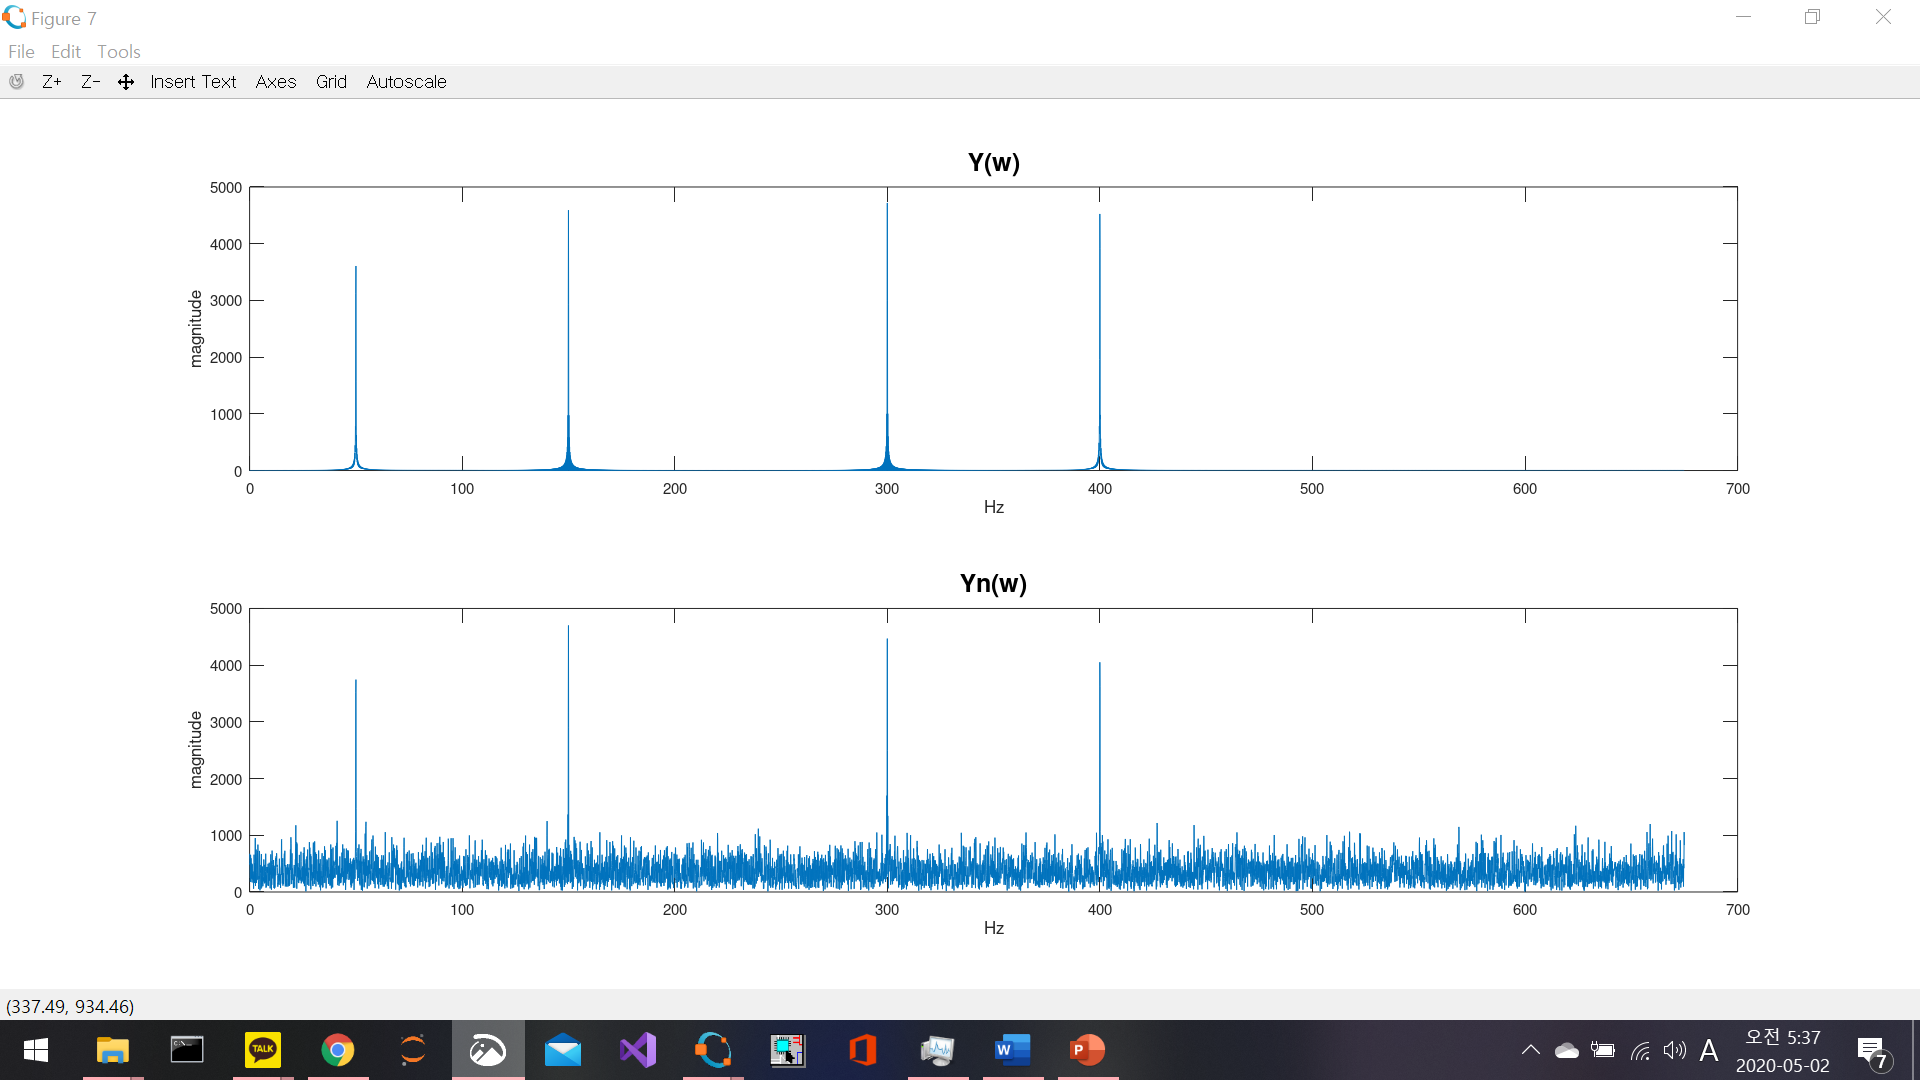 Figure 7
File Edit Tools
Z+ Z- Insert Text Axes Grid Autoscale
Y(w)
5000
4000
3000
2000
1000
0
magnitude
0 100 200 300 400 500 600 700
Hz
Yn(w)
5000
4000
3000
2000
1000
0
magnitude
0 100 200 300 400 500 600 700
Hz
(337.49, 934.46)
C:\_
TALK
W
P
A
오전 5:37
2020-05-02
7